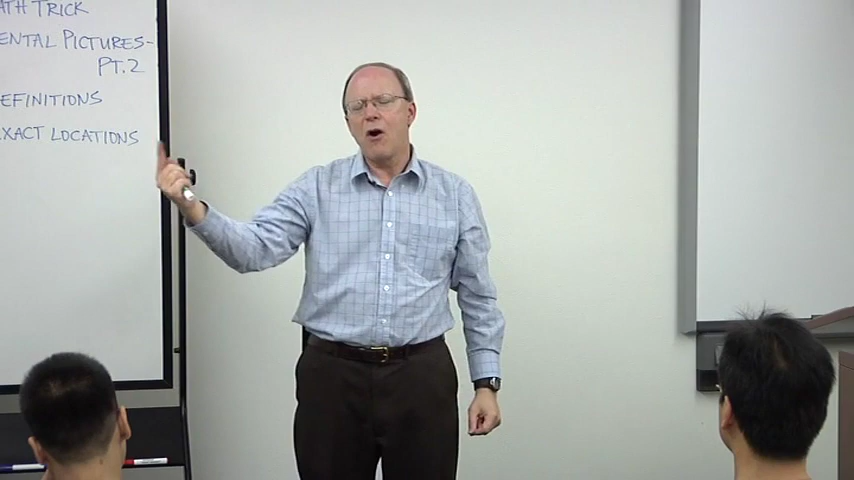 ATH TRICK
ENTAL PICTURES-
PT.2
EFINITIONS
XACT LOCATIONS